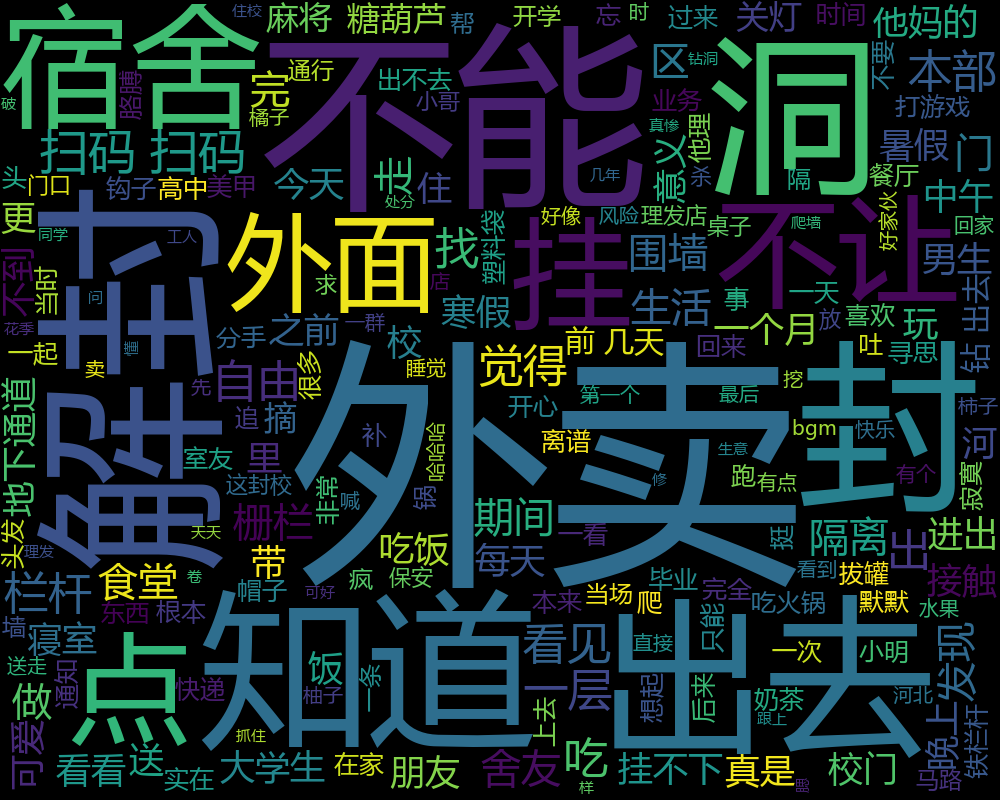 住校
麻将
糖葫芦
帮
开学
忘
时
过来
关灯
时间
他妈的
宿舍
不能
洞
破
胳膊
完
通行
橘子
出不去
小哥
区
钻洞
业务
真惨
他理
不要
本部
打游戏
扫码
扫码
意义
杀
隔
暑假
门
餐厅
头
门口
钩子
高中
美甲
今天
走
处分
住
几年
中午
更
同学
解封
工人
外面
找
塑料袋
好像
风险
理发店
桌子
爬墙
好家伙
回家
不到
当时
求
店
挂
围墙
不让
男生
出去
花季
问
懂
分手
之前
一群
校
寒假
生活
事
一天
放
喜欢
玩
一起
卖
先
自由
很多
睡觉
觉得
前
几天
回来
一个月
吐
寻思
钻
地下通道
追
摘
外卖
第一个
最后
挖
封
柿子
室友
里
补
哈哈哈
开心
离谱
bgm
快乐
河
这封校
非常
喊
锅
生意
跑
有点
有个
寂寞
头发
理发
天天
栅栏
期间
一看
修
挺
隔离
出
进出
卷
带
吃饭
疯
保安
每天
看到
拔罐
接触
栏杆
食堂
帽子
可好
本来
当场
爬
毕业
完全
吃火锅
默默
水果
墙
寝室
东西
根本
知道
看见
直接
只能
出去
一次
小明
晚上
发现
送走
通知
点
饭
一条
一层
想起
后来
奶茶
河北
做
快递
柚子
上去
跟上
铁栏杆
可爱
抓住
看看
送
实在
大学生
在家
朋友
舍友
吃
样
挂不下
真是
校门
马路